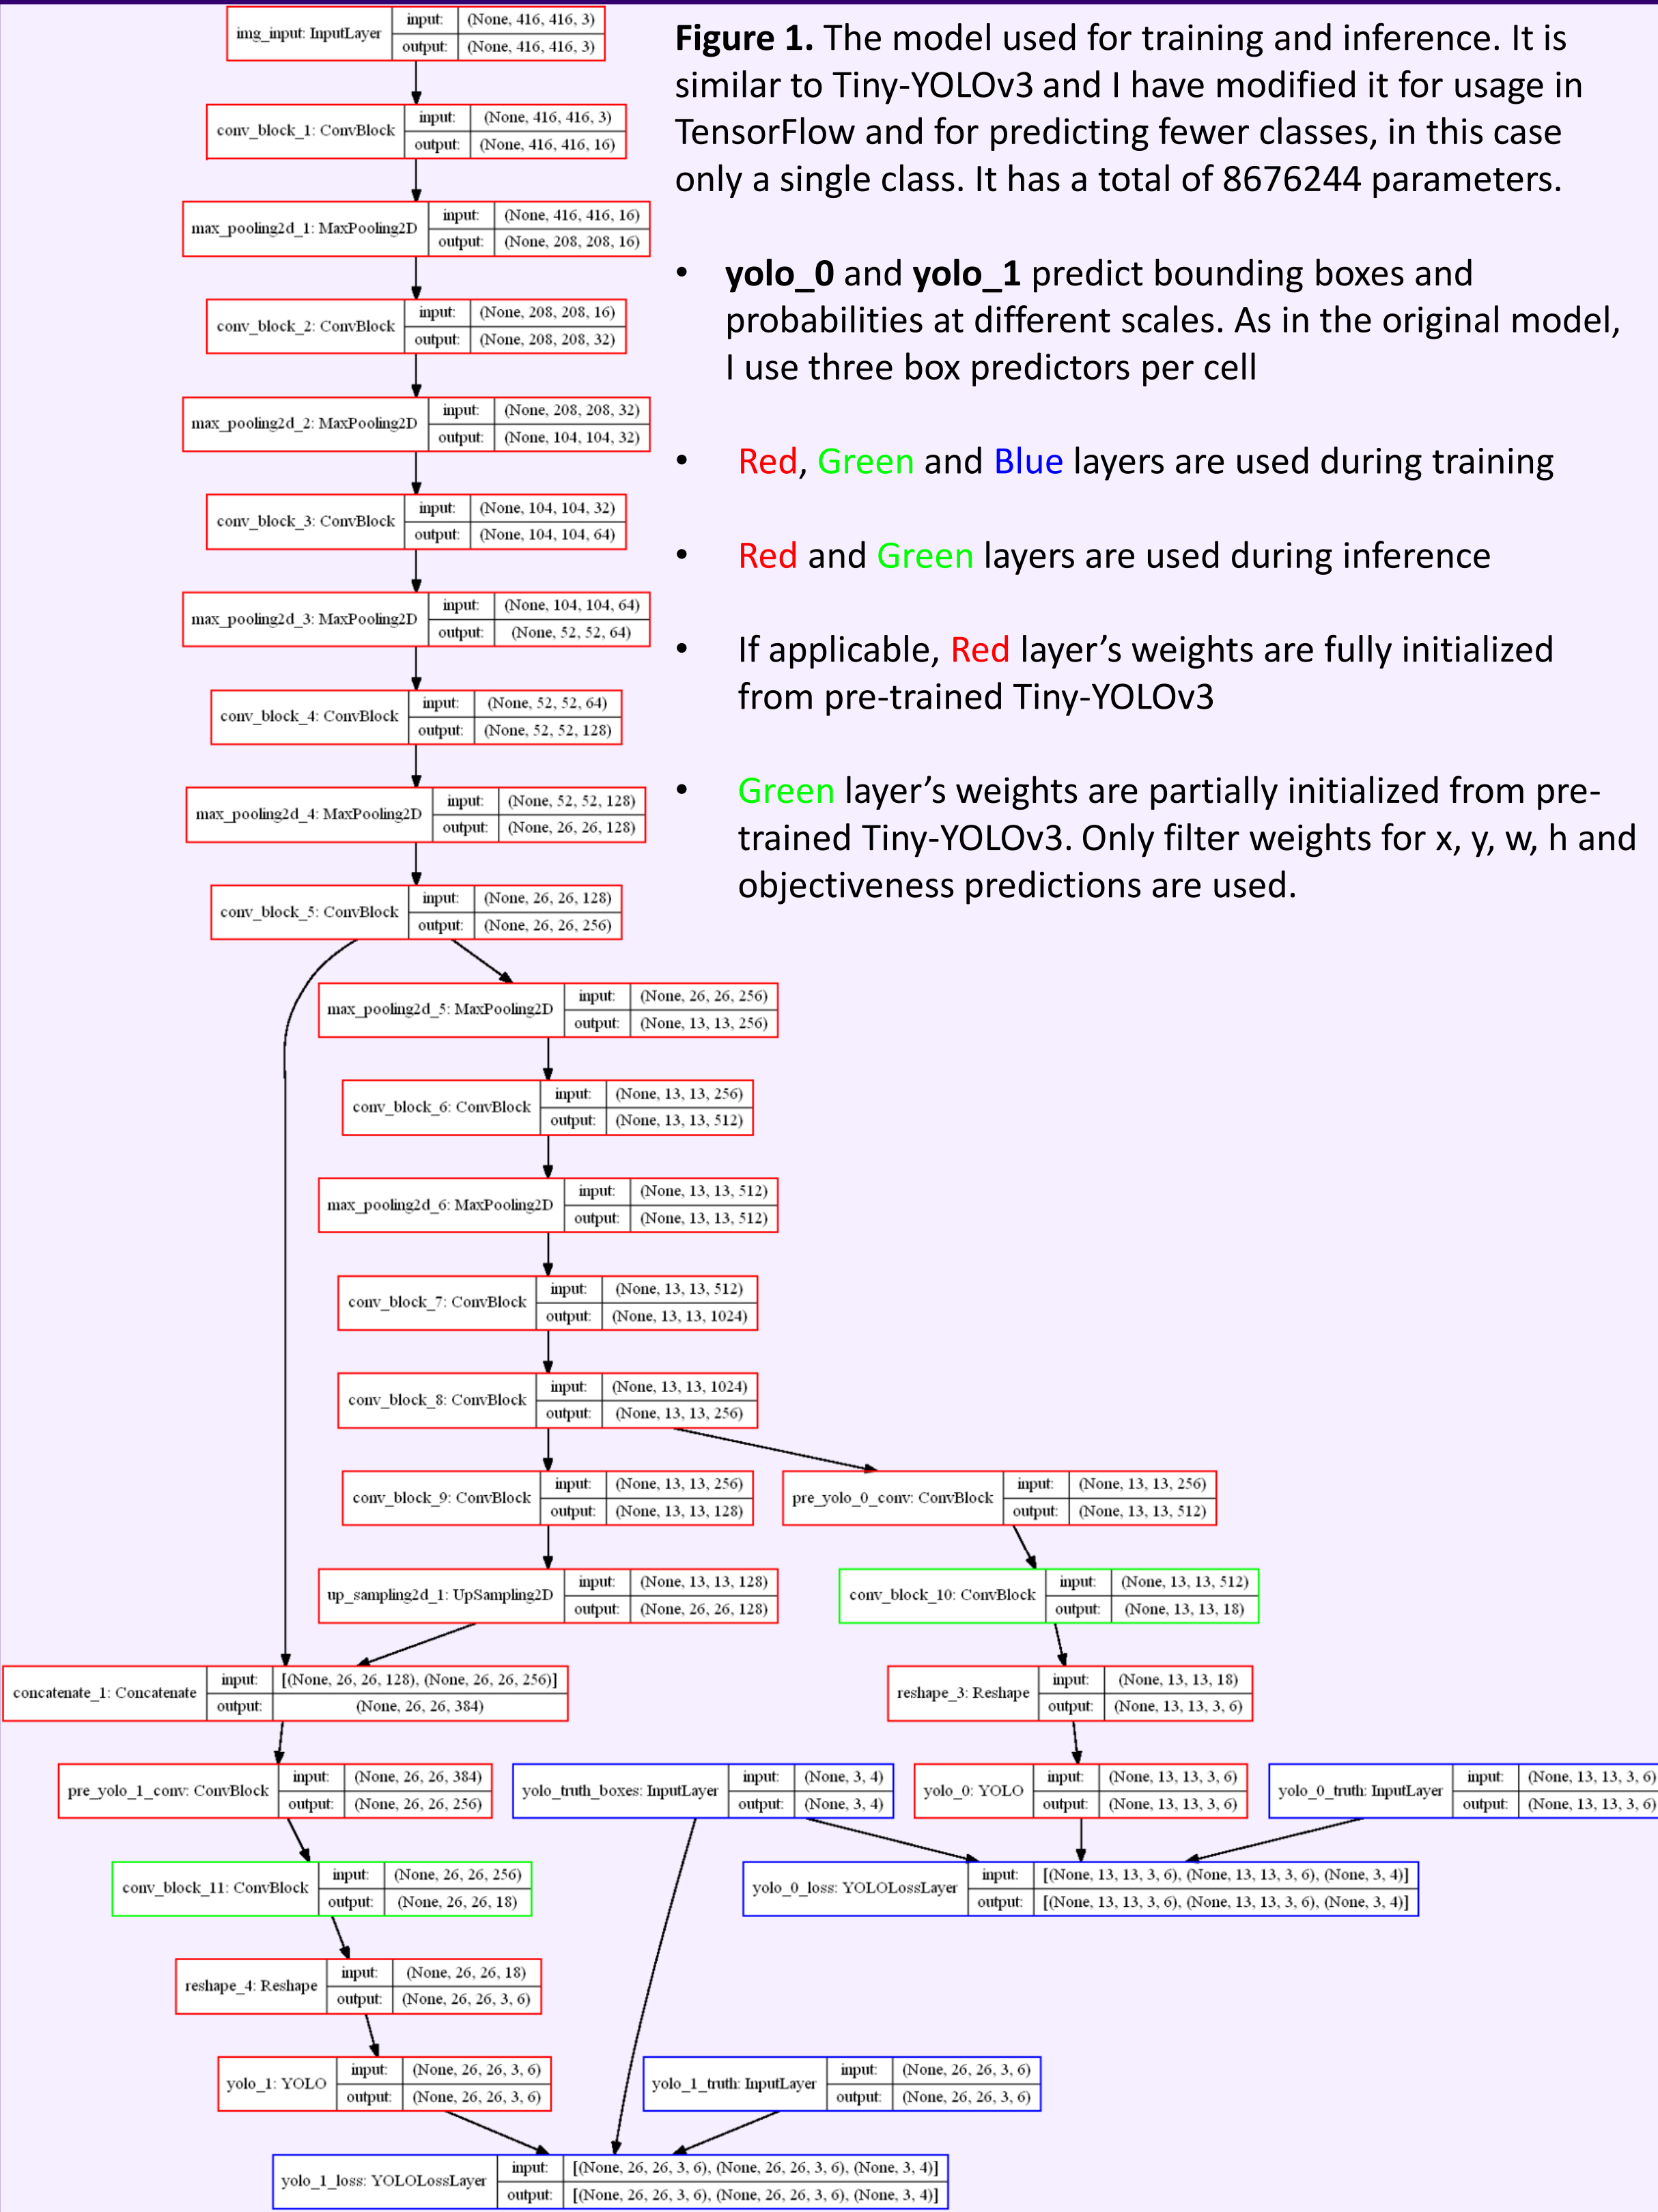 Figure 1. The model used for training and inference. It is
similar to Tiny-YOLOv3 and I have modified it for usage in
TensorFlow and for predicting fewer classes, in this case
only a single class. It has a total of 8676244 parameters.
• yolo_0 and yolo_1 predict bounding boxes and
probabilities at different scales. As in the original model,
I use three box predictors per cell
• Red, Green and Blue layers are used during training
• Red and Green layers are used during inference
• If applicable, Red layer’s weights are fully initialized
from pre-trained Tiny-YOLOv3
• Green layer’s weights are partially initialized from pre-
trained Tiny-YOLOv3. Only filter weights for x, y, w, h and
objectiveness predictions are used.
img_input: InputLayer
input: (None, 416, 416, 3)
output: (None, 416, 416, 3)
conv_block_1: ConvBlock
input: (None, 416, 416, 3)
output: (None, 416, 416, 16)
max_pooling2d_1: MaxPooling2D
input: (None, 416, 416, 16)
output: (None, 208, 208, 16)
conv_block_2: ConvBlock
input: (None, 208, 208, 16)
output: (None, 208, 208, 32)
max_pooling2d_2: MaxPooling2D
input: (None, 208, 208, 32)
output: (None, 104, 104, 32)
conv_block_3: ConvBlock
input: (None, 104, 104, 32)
output: (None, 104, 104, 64)
max_pooling2d_3: MaxPooling2D
input: (None, 104, 104, 64)
output: (None, 52, 52, 64)
conv_block_4: ConvBlock
input: (None, 52, 52, 64)
output: (None, 52, 52, 128)
max_pooling2d_4: MaxPooling2D
input: (None, 52, 52, 128)
output: (None, 26, 26, 128)
conv_block_5: ConvBlock
input: (None, 26, 26, 128)
output: (None, 26, 26, 256)
max_pooling2d_5: MaxPooling2D
input: (None, 26, 26, 256)
output: (None, 13, 13, 256)
conv_block_6: ConvBlock
input: (None, 13, 13, 256)
output: (None, 13, 13, 512)
max_pooling2d_6: MaxPooling2D
input: (None, 13, 13, 512)
output: (None, 13, 13, 512)
conv_block_7: ConvBlock
input: (None, 13, 13, 512)
output: (None, 13, 13, 1024)
conv_block_8: ConvBlock
input: (None, 13, 13, 1024)
output: (None, 13, 13, 256)
conv_block_9: ConvBlock
input: (None, 13, 13, 256)
output: (None, 13, 13, 128)
pre_yolo_0_conv: ConvBlock
input: (None, 13, 13, 256)
output: (None, 13, 13, 512)
up_sampling2d_1: UpSampling2D
input: (None, 13, 13, 128)
output: (None, 26, 26, 128)
conv_block_10: ConvBlock
input: (None, 13, 13, 512)
output: (None, 13, 13, 18)
concatenate_1: Concatenate
input: [(None, 26, 26, 128), (None, 26, 26, 256)]
output: (None, 26, 26, 384)
reshape_3: Reshape
input: (None, 13, 13, 18)
output: (None, 13, 13, 3, 6)
pre_yolo_1_conv: ConvBlock
input: (None, 26, 26, 384)
output: (None, 26, 26, 256)
yolo_truth_boxes: InputLayer
input: (None, 3, 4)
output: (None, 3, 4)
yolo_0: YOLO
input: (None, 13, 13, 3, 6)
output: (None, 13, 13, 3, 6)
yolo_0_truth: InputLayer
input: (None, 13, 13, 3, 6)
output: (None, 13, 13, 3, 6)
conv_block_11: ConvBlock
input: (None, 26, 26, 256)
output: (None, 26, 26, 18)
yolo_0_loss: YOLOLossLayer
input: [(None, 13, 13, 3, 6), (None, 13, 13, 3, 6), (None, 3, 4)]
output: [(None, 13, 13, 3, 6), (None, 13, 13, 3, 6), (None, 3, 4)]
reshape_4: Reshape
input: (None, 26, 26, 18)
output: (None, 26, 26, 3, 6)
yolo_1: YOLO
input: (None, 26, 26, 3, 6)
output: (None, 26, 26, 3, 6)
yolo_1_truth: InputLayer
input: (None, 26, 26, 3, 6)
output: (None, 26, 26, 3, 6)
yolo_1_loss: YOLOLossLayer
input: [(None, 26, 26, 3, 6), (None, 26, 26, 3, 6), (None, 3, 4)]
output: [(None, 26, 26, 3, 6), (None, 26, 26, 3, 6), (None, 3, 4)]